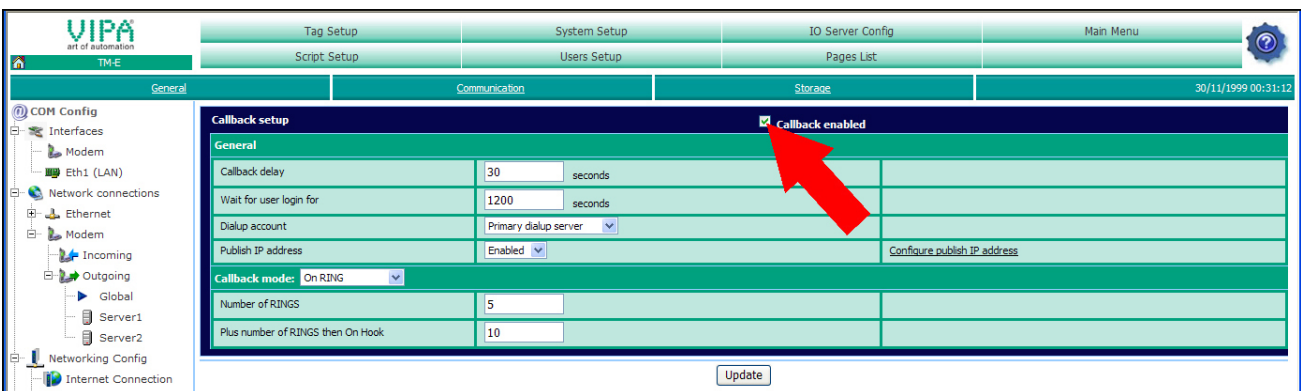 VIPA
art of automation
TM-E
Tag Setup
System Setup
IO Server Config
Main Menu
Script Setup
Users Setup
Pages List
General
Communication
Storage
30/11/1999 00:31:12
COM Config
Interfaces
Modem
Eth1 (LAN)
Network connections
Ethernet
Modem
Incoming
Outgoing
Global
Server1
Server2
Networking Config
Internet Connection
Callback setup
Callback enabled
General
Callback delay
30
seconds
Wait for user login for
1200
seconds
Dialup account
Primary dialup server
Publish IP address
Enabled
Configure publish IP address
Callback mode:
On RING
Number of RINGS
5
Plus number of RINGS then On Hook
10
Update